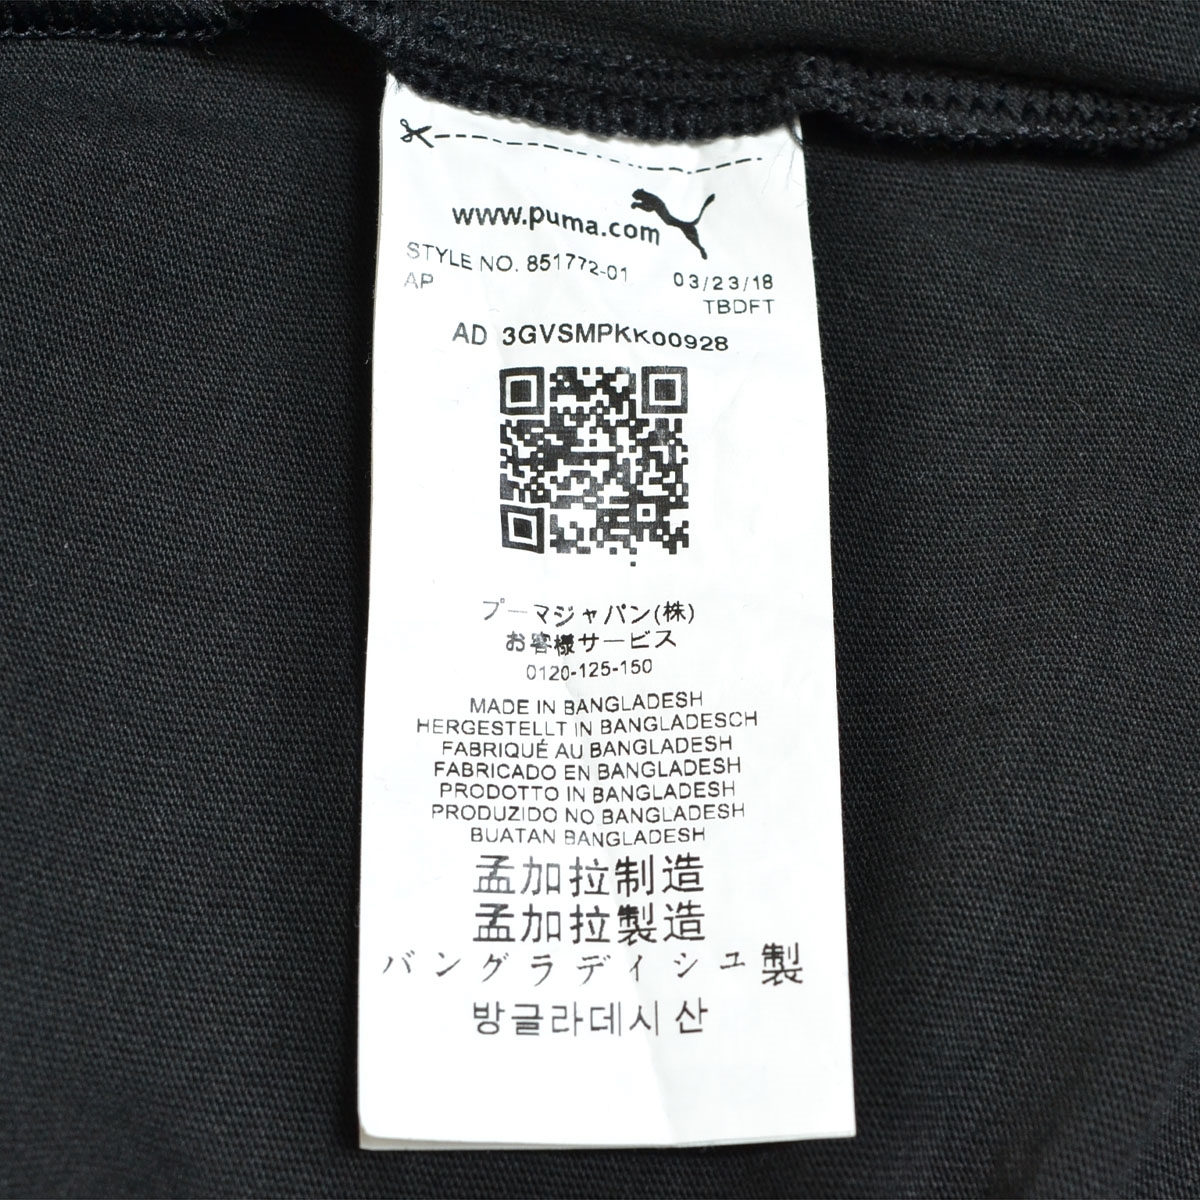 www.puma.com
STYLE NO. 851772-01 03/23/18
AP TBDFT
AD 3GVSMPKK00928
プーマジャパン(株)
お客様サービス
0120-125-150
MADE IN BANGLADESH
HERGESTELLT IN BANGLADESCH
FABRIQUÉ AU BANGLADESH
FABRICADO EN BANGLADESH
PRODOTTO IN BANGLADESH
PRODUZIDO NO BANGLADESH
BUATAN BANGLADESH
孟加拉制造
孟加拉製造
バングラディシュ製
방글라데시 산